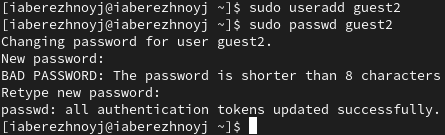 [iaberezhnoyj@iaberezhnoyj ~]$ sudo useradd guest2
[iaberezhnoyj@iaberezhnoyj ~]$ sudo passwd guest2
Changing password for user guest2.
New password:
BAD PASSWORD: The password is shorter than 8 characters
Retype new password:
passwd: all authentication tokens updated successfully.
[iaberezhnoyj@iaberezhnoyj ~]$